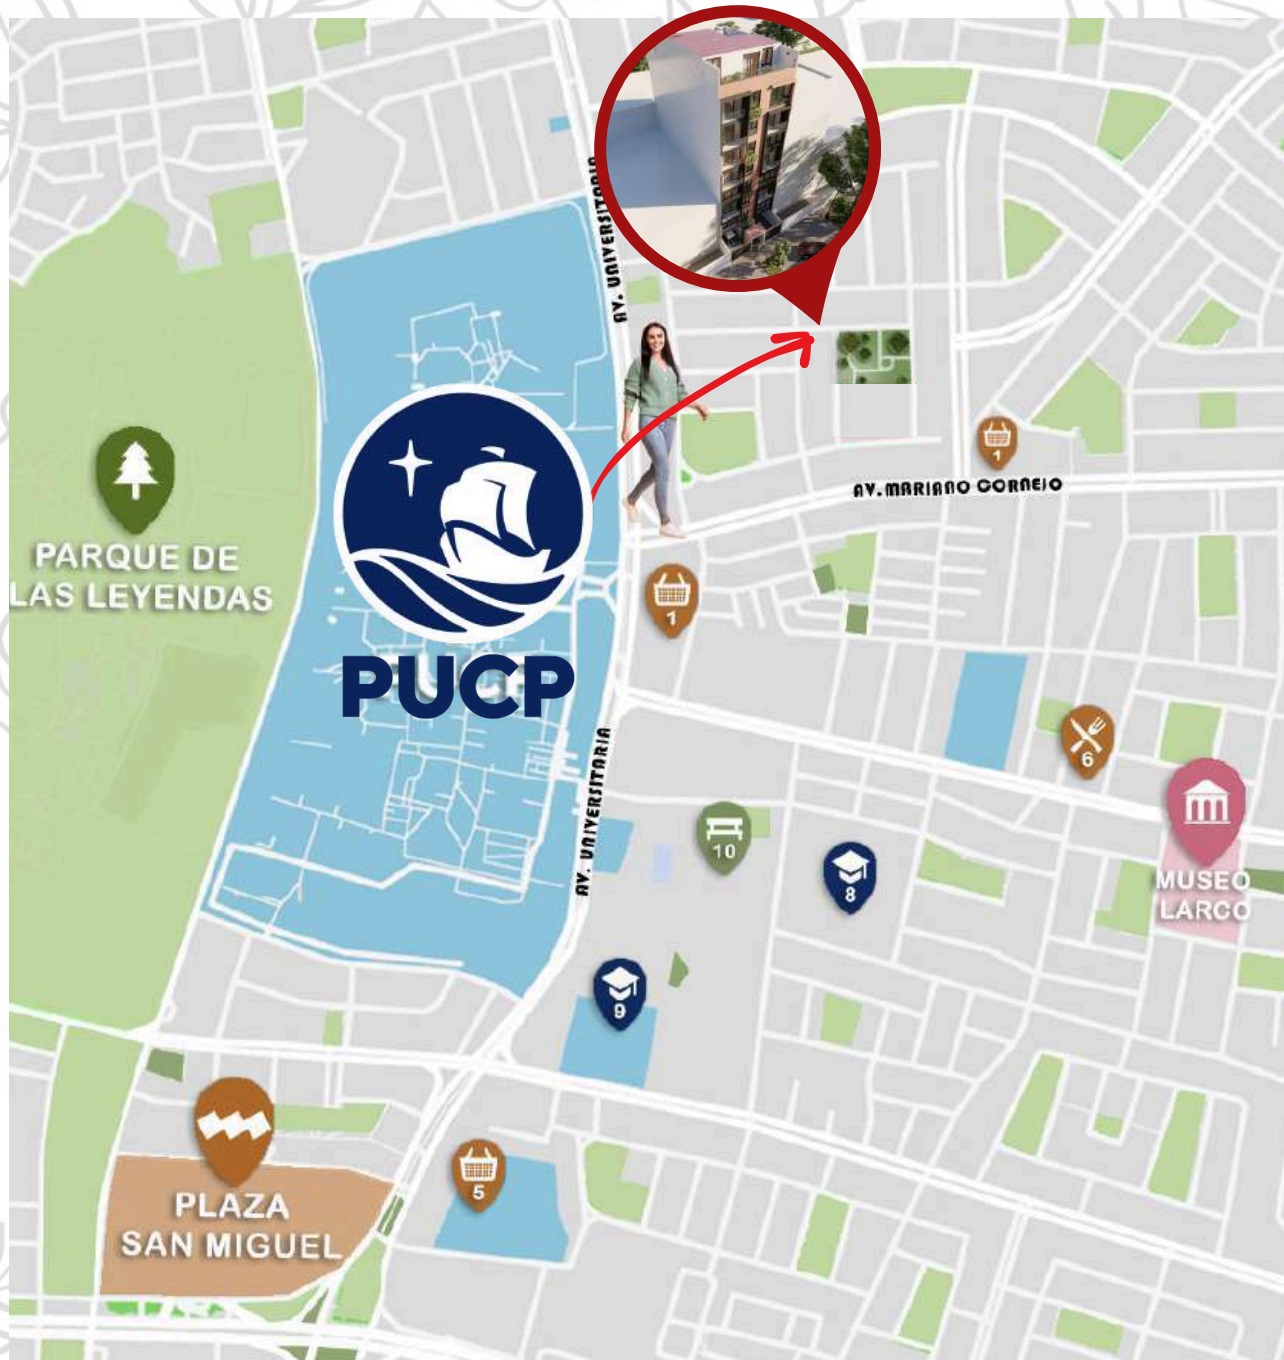 AV. UNIVERSITARIA
1
AV. MARIANO CORNEJO
PARQUE DE
LAS LEYENDAS
1
PUCP
6
AV. UNIVERSITARIA
10
8
MUSEO
LARCO
9
PLAZA
SAN MIGUEL
5